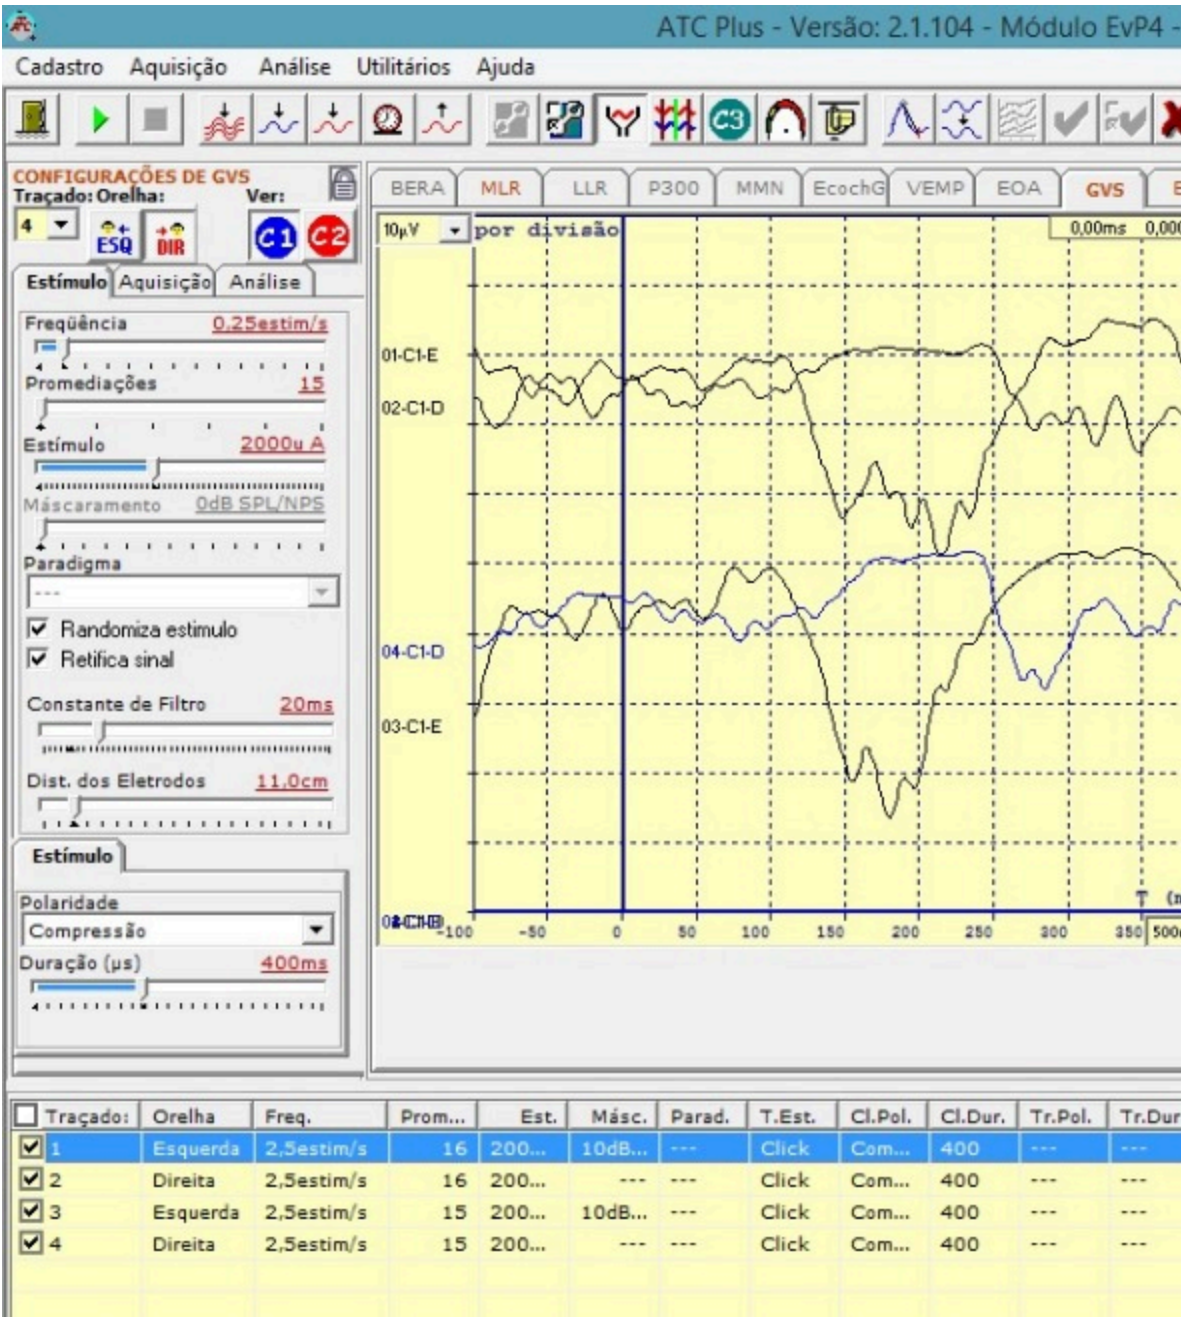 ATC Plus - Versão: 2.1.104 - Módulo EvP4 -
Cadastro Aquisição Análise Utilitários Ajuda
C3
CONFIGURAÇÕES DE GVS
Traçado: Orelha: Ver:
4 ESQ DIR C1 C2
Estímulo Aquisição Análise
Freqüência 0,25estim/s
Promediações 15
Estímulo 2000u A
Máscaramento 0dB SPL/NPS
Paradigma
---
Randomiza estimulo
Retifica sinal
Constante de Filtro 20ms
Dist. dos Eletrodos 11,0cm
Estímulo
Polaridade
Compressão
Duração (µs) 400ms
BERA MLR LLR P300 MMN EcochG VEMP EOA GVS E
10µV por divisão 0,00ms 0,000
01-C1-E
02-C1-D
04-C1-D
03-C1-E
T
-100 -50 0 50 100 150 200 250 300 350 500
Traçado: Orelha Freq. Prom... Est. Másc. Parad. T.Est. Cl.Pol. Cl.Dur. Tr.Pol. Tr.Dur
1 Esquerda 2,5estim/s 16 200... 10dB... --- Click Com... 400 --- ---
2 Direita 2,5estim/s 16 200... --- --- Click Com... 400 --- ---
3 Esquerda 2,5estim/s 15 200... 10dB... --- Click Com... 400 --- ---
4 Direita 2,5estim/s 15 200... --- --- Click Com... 400 --- ---